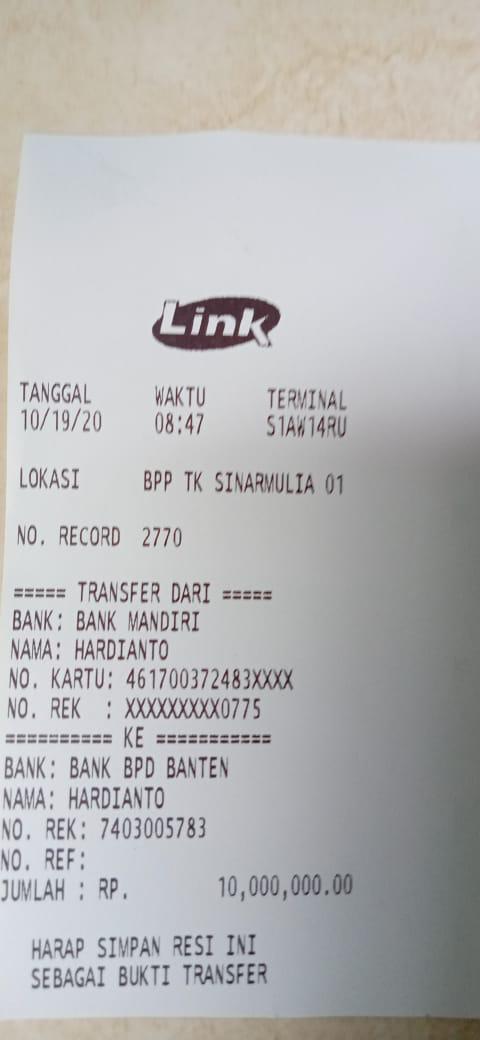 Link
TANGGAL WAKTU TERMINAL
10/19/20 08:47 S1AW14RU
LOKASI BPP TK SINARMULIA 01
NO. RECORD 2770
===== TRANSFER DARI =====
BANK: BANK MANDIRI
NAMA: HARDIANTO
NO. KARTU: 461700372483XXXX
NO. REK : XXXXXXXXX0775
========== KE ===========
BANK: BANK BPD BANTEN
NAMA: HARDIANTO
NO. REK: 7403005783
NO. REF:
JUMLAH : RP. 10,000,000.00
HARAP SIMPAN RESI INI
SEBAGAI BUKTI TRANSFER